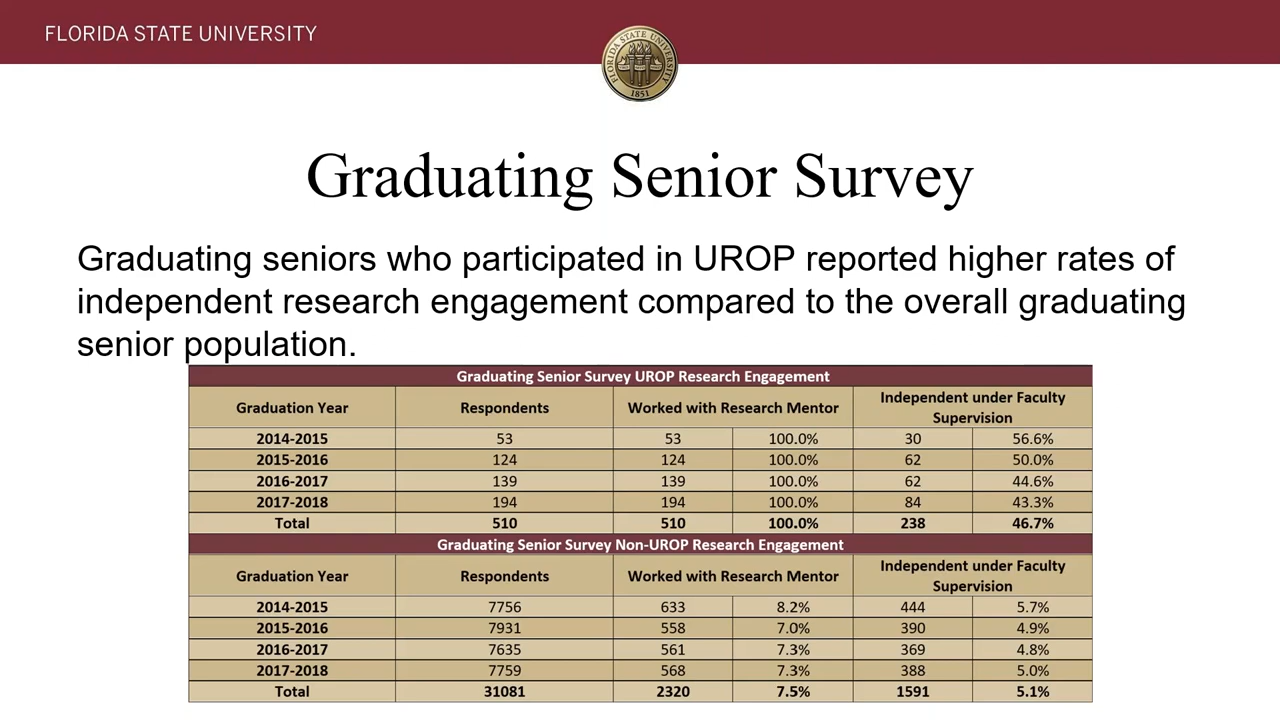 FLORIDA STATE UNIVERSITY
FLORIDA STATE UNIVERSITY
1851
Graduating Senior Survey
Graduating seniors who participated in UROP reported higher rates of
independent research engagement compared to the overall graduating
senior population.
Graduating Senior Survey UROP Research Engagement
Graduation Year Respondents Worked with Research Mentor Independent under Faculty
Supervision
2014-2015 53 53 100.0% 30 56.6%
2015-2016 124 124 100.0% 62 50.0%
2016-2017 139 139 100.0% 62 44.6%
2017-2018 194 194 100.0% 84 43.3%
Total 510 510 100.0% 238 46.7%
Graduating Senior Survey Non-UROP Research Engagement
Graduation Year Respondents Worked with Research Mentor Independent under Faculty
Supervision
2014-2015 7756 633 8.2% 444 5.7%
2015-2016 7931 558 7.0% 390 4.9%
2016-2017 7635 561 7.3% 369 4.8%
2017-2018 7759 568 7.3% 388 5.0%
Total 31081 2320 7.5% 1591 5.1%